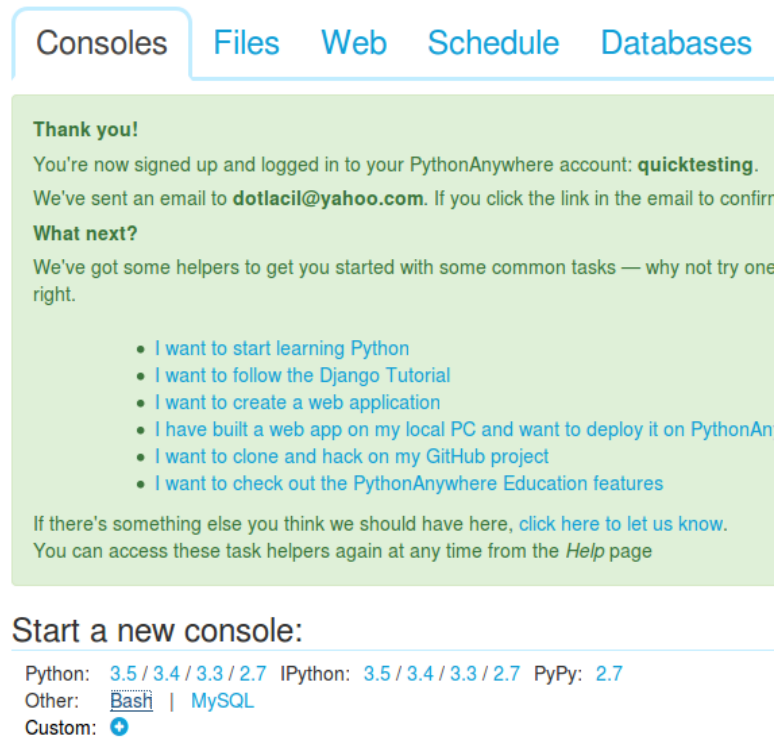 Consoles Files Web Schedule Databases
Thank you!
You're now signed up and logged in to your PythonAnywhere account: quicktesting.
We've sent an email to dotlacil@yahoo.com. If you click the link in the email to
What next?
We've got some helpers to get you started with some common tasks — why not try one
right.
• I want to start learning Python
• I want to follow the Django Tutorial
• I want to create a web application
• I have built a web app on my local PC and want to deploy it on
• I want to clone and hack on my GitHub project
• I want to check out the PythonAnywhere Education features
If there's something else you think we should have here, click here to let us know.
You can access these task helpers again at any time from the Help page
Start a new console:
Python: 3.5 / 3.4 / 3.3 / 2.7 IPython: 3.5 / 3.4 / 3.3 / 2.7 PyPy: 2.7
Other: Bash | MySQL
Custom: